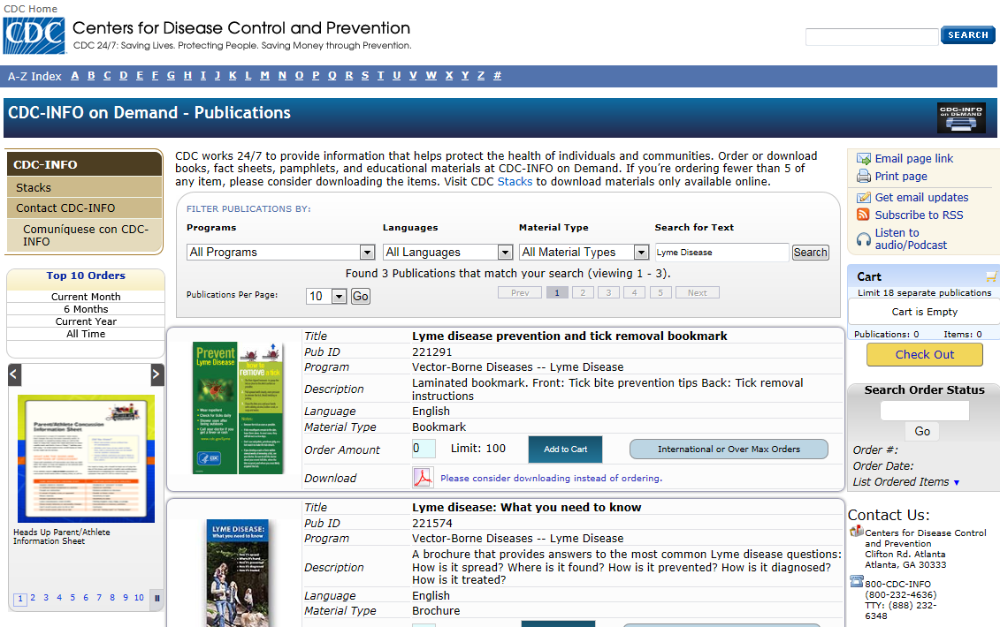 CDC Home
CDC
Centers for Disease Control and Prevention
CDC 24/7: Saving Lives. Protecting People. Saving Money through Prevention.
SEARCH
A-Z Index A B C D E F G H I J K L M N O P Q R S T U V W X Y Z #
CDC-INFO on Demand - Publications
CDC-INFO
on DEMAND
CDC-INFO
Stacks
Contact CDC-INFO
Comuníquese con CDC-
INFO
Top 10 Orders
Current Month
6 Months
Current Year
All Time
< >
Parent/Athlete Concussion
Information Sheet
Heads Up Parent/Athlete
Information Sheet
1 2 3 4 5 6 7 8 9 10
CDC works 24/7 to provide information that helps protect the health of individuals and communities. Order or download
books, fact sheets, pamphlets, and educational materials at CDC-INFO on Demand. If you're ordering fewer than 5 of
any item, please consider downloading the items. Visit CDC Stacks to download materials only available online.
FILTER PUBLICATIONS BY:
Programs Languages Material Type Search for Text
All Programs All Languages All Material Types Lyme Disease Search
Found 3 Publications that match your search (viewing 1 - 3).
Publications Per Page: 10 Go Prev 1 2 3 4 5 Next
Prevent
Lyme Disease
how to
remove a tick
CDC
Title Lyme disease prevention and tick removal bookmark
Pub ID 221291
Program Vector-Borne Diseases -- Lyme Disease
Description Laminated bookmark. Front: Tick bite prevention tips Back: Tick removal
instructions
Language English
Material Type Bookmark
Order Amount 0 Limit: 100 Add to Cart International or Over Max Orders
Download Please consider downloading instead of ordering.
LYME DISEASE:
What you need to know
Title Lyme disease: What you need to know
Pub ID 221574
Program Vector-Borne Diseases -- Lyme Disease
Description A brochure that provides answers to the most common Lyme disease questions:
How is it spread? Where is it found? How is it prevented? How is it diagnosed?
How is it treated?
Language English
Material Type Brochure
Email page link
Print page
Get email updates
Subscribe to RSS
Listen to
audio/Podcast
Cart
Limit 18 separate publications
Cart is Empty
Publications: 0 Items: 0
Check Out
Search Order Status
Go
Order #:
Order Date:
List Ordered Items ▼
Contact Us:
Centers for Disease Control
and Prevention
Clifton Rd. Atlanta
Atlanta, GA 30333
800-CDC-INFO
(800-232-4636)
TTY: (888) 232-
6348